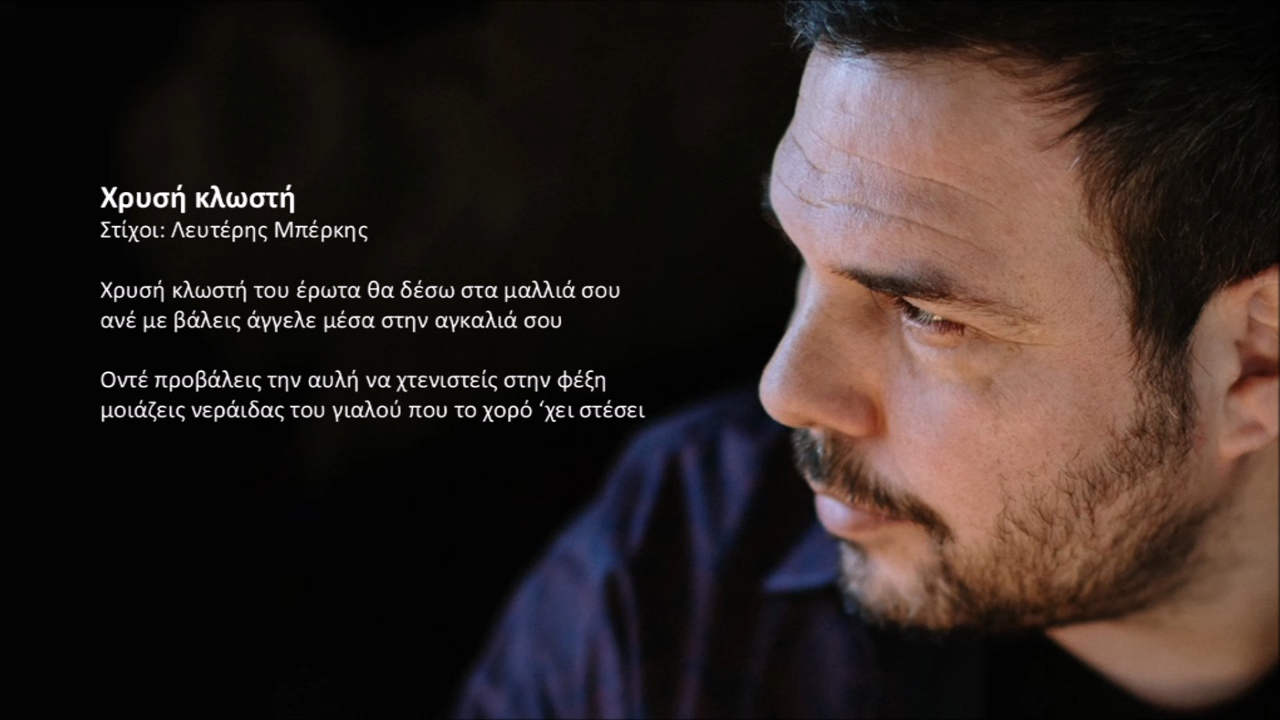 Χρυσή κλωστή
Στίχοι: Λευτέρης Μπέρκης
Χρυσή κλωστή του έρωτα θα δέσω στα μαλλιά σου
ανέ με βάλεις άγγελε μέσα στην αγκαλιά σου
Οντέ προβάλεις την αυλή να χτενιστείς στην φέξη
μοιάζεις νεράιδας του γιαλού που το χορό ‘χει στέσει